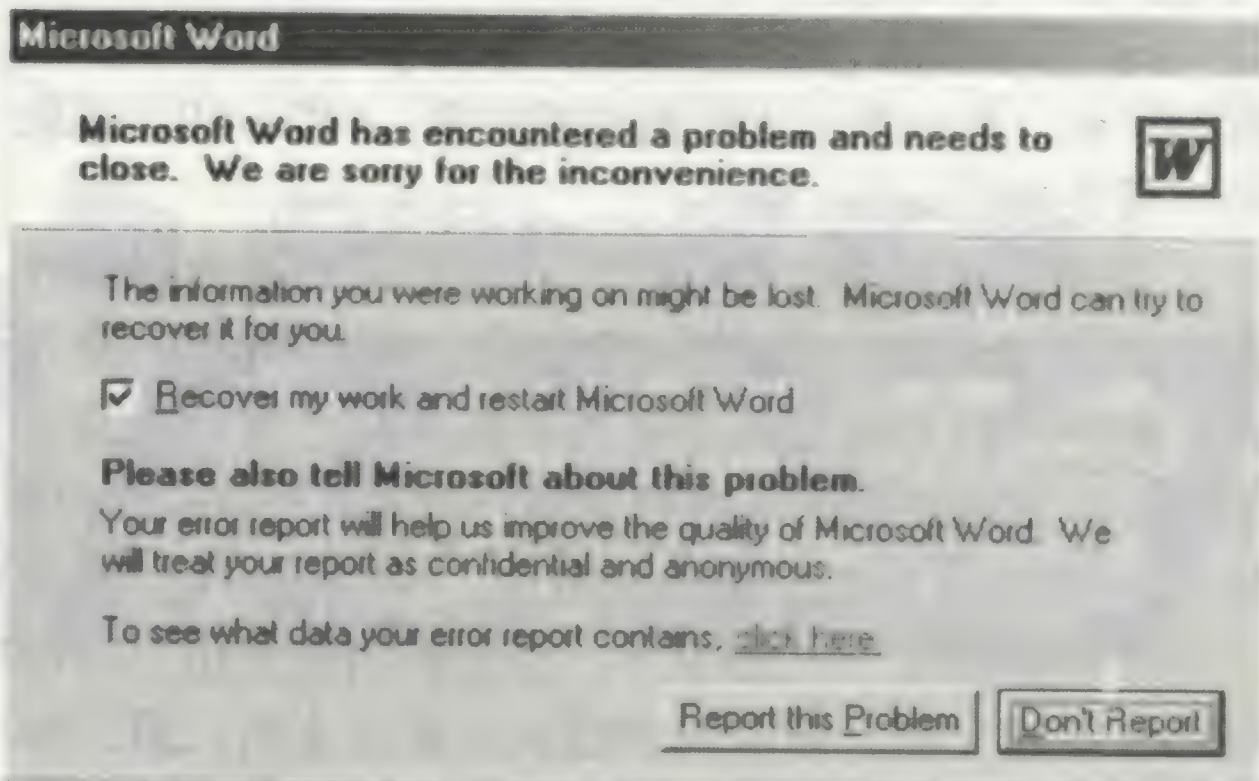 Microsoft Word
Microsoft Word has encountered a problem and needs to
close. We are sorry for the inconvenience.
W
The information you were working on might be lost. Microsoft Word can try to
recover it for you.
Recover my work and restart Microsoft Word
Please also tell Microsoft about this problem.
Your error report will help us improve the quality of Microsoft Word. We
will treat your report as confidential and anonymous.
To see what data your error report contains, click here.
Report this Problem
Don't Report